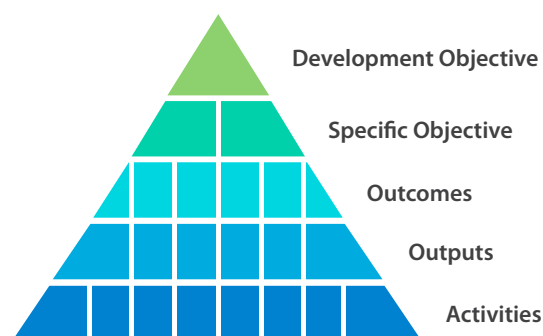 Development Objective
Specific Objective
Outcomes
Outputs
Activities